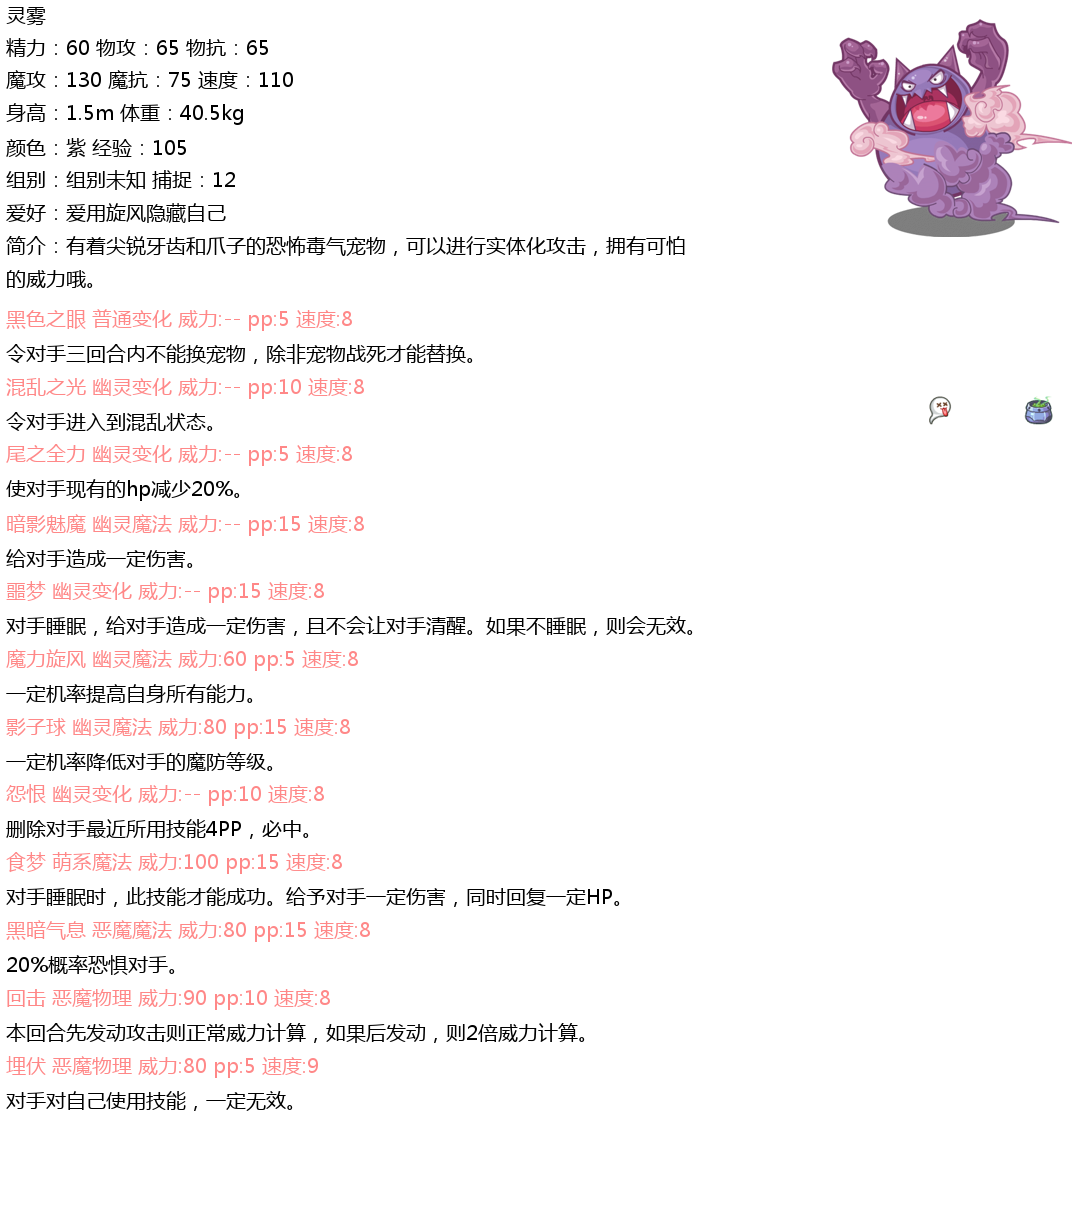 灵雾
精力：60 物攻：65 物抗：65
魔攻：130 魔抗：75 速度：110
身高：1.5m 体重：40.5kg
颜色：紫 经验：105
组别：组别未知 捕捉：12
爱好：爱用旋风隐藏自己
简介：有着尖锐牙齿和爪子的恐怖毒气宠物，可以进行实体化攻击，拥有可怕
的威力哦。
黑色之眼 普通变化 威力:-- pp:5 速度:8
令对手三回合内不能换宠物，除非宠物战死才能替换。
混乱之光 幽灵变化 威力:-- pp:10 速度:8
令对手进入到混乱状态。
尾之全力 幽灵变化 威力:-- pp:5 速度:8
使对手现有的hp减少20%。
暗影魅魔 幽灵魔法 威力:-- pp:15 速度:8
给对手造成一定伤害。
噩梦 幽灵变化 威力:-- pp:15 速度:8
对手睡眠，给对手造成一定伤害，且不会让对手清醒。如果不睡眠，则会无效。
魔力旋风 幽灵魔法 威力:60 pp:5 速度:8
一定机率提高自身所有能力。
影子球 幽灵魔法 威力:80 pp:15 速度:8
一定机率降低对手的魔防等级。
怨恨 幽灵变化 威力:-- pp:10 速度:8
删除对手最近所用技能4PP，必中。
食梦 萌系魔法 威力:100 pp:15 速度:8
对手睡眠时，此技能才能成功。给予对手一定伤害，同时回复一定HP。
黑暗气息 恶魔魔法 威力:80 pp:15 速度:8
20%概率恐惧对手。
回击 恶魔物理 威力:90 pp:10 速度:8
本回合先发动攻击则正常威力计算，如果后发动，则2倍威力计算。
埋伏 恶魔物理 威力:80 pp:5 速度:9
对手对自己使用技能，一定无效。